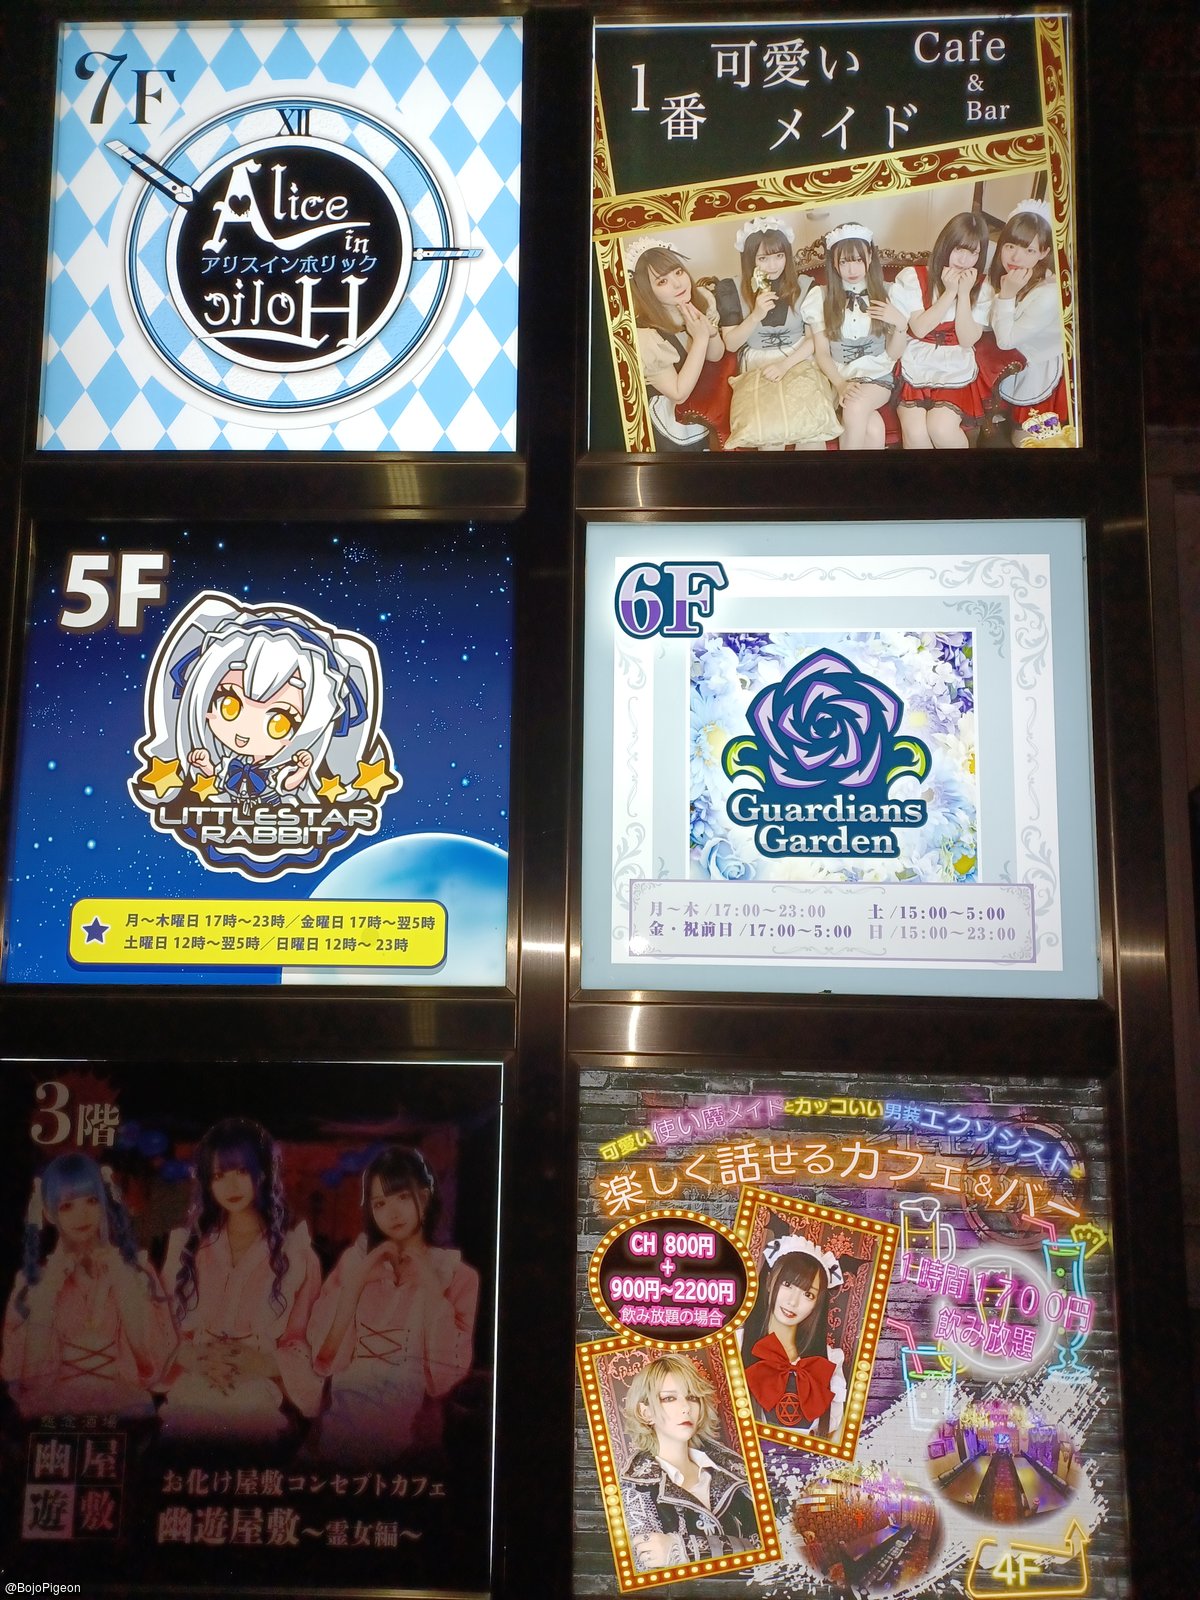 7F
XII
Alice
in
アリスインホリック
Holic
1番
可愛い
メイド
Cafe
&
Bar
5F
LITTLESTAR
RABBIT
月～木曜日 17時～23時／金曜日 17時～翌5時
土曜日 12時～翌5時／日曜日 12時～23時
6F
Guardians
Garden
月～木/17:00～23:00 土/15:00～5:00
金・祝前日/17:00～5:00 日/15:00～23:00
3階
幽遊屋敷
お化け屋敷コンセプトカフェ
幽遊屋敷～霊女編～
可愛い使い魔メイドとカッコいい男装エクソシストと
楽しく話せるカフェ&バー
CH 800円
+
900円~2200円
飲み放題の場合
1時間1700円
飲み放題
4F
@BojoPigeon